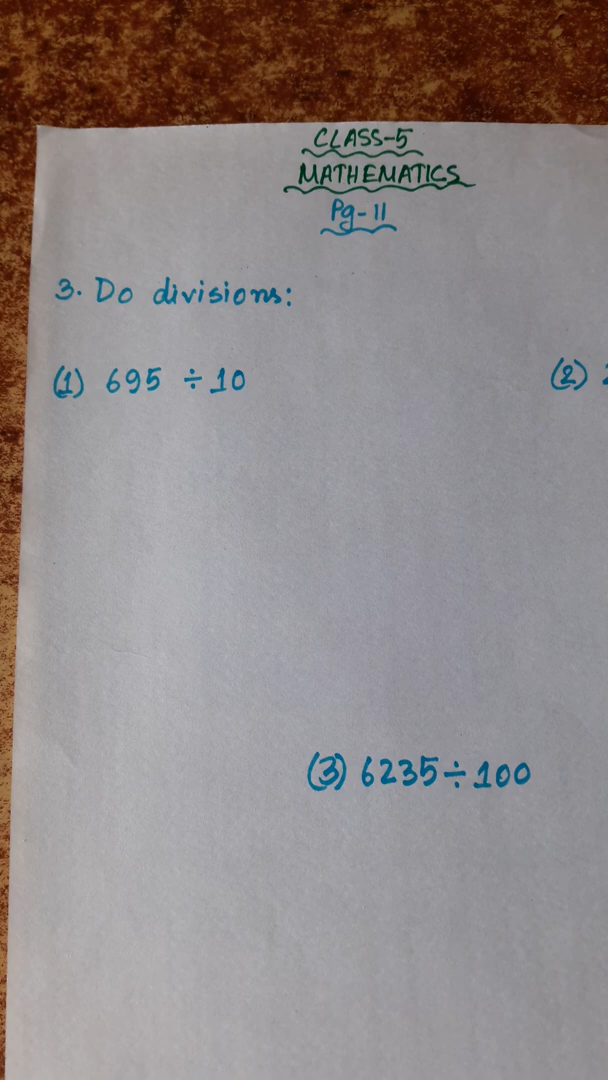 CLASS-5
MATHEMATICS
Pg-11
3. Do divisions:
(1) 695 ÷ 10
(2)
(3) 6235 ÷ 100